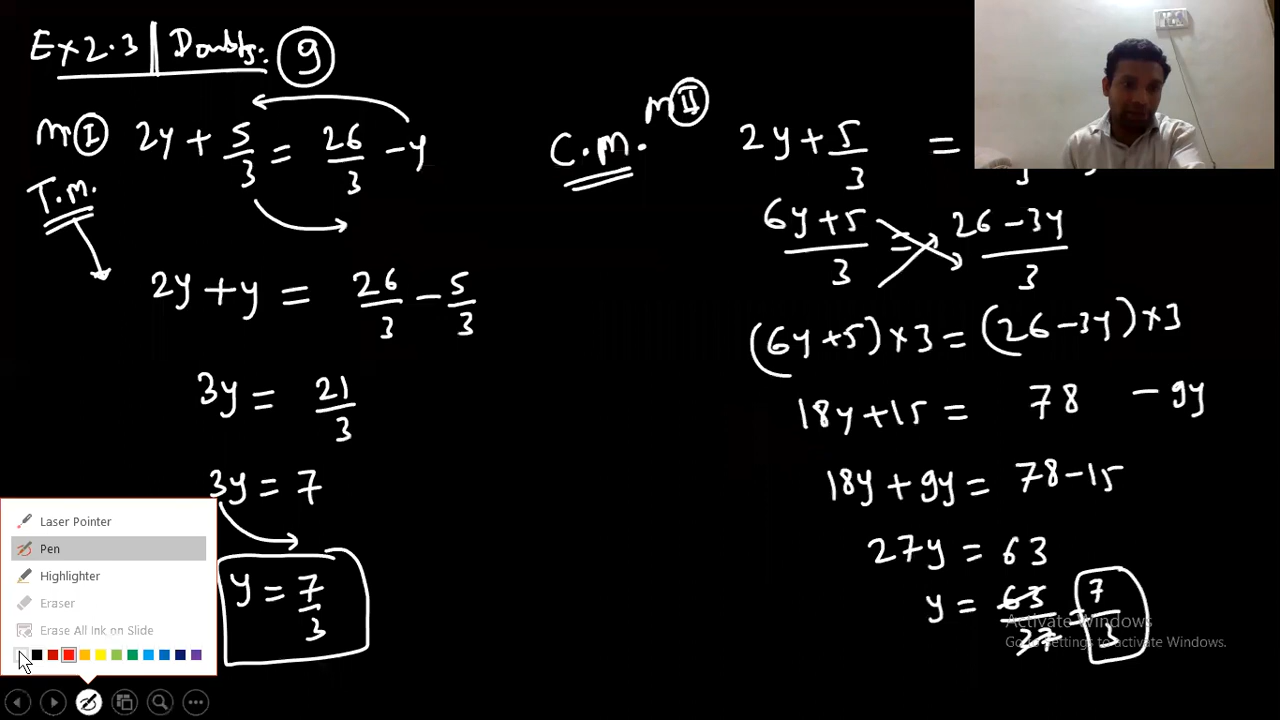 Ex 2.3 | Doubts: 9
M I 2y + 5/3 = 26/3 - y
T.M.
2y + y = 26/3 - 5/3
3y = 21/3
3y = 7
y = 7/3
C.M. M II 2y + 5/3 =
(6y + 5)/3 = (26 - 3y)/3
(6y + 5) × 3 = (26 - 3y) × 3
18y + 15 = 78 - 9y
18y + 9y = 78 - 15
27y = 63
y = 63/27 = 7/3
Laser Pointer
Pen
Highlighter
Eraser
Erase All Ink on Slide
Activate Windows
Go to Settings to activate Windows.